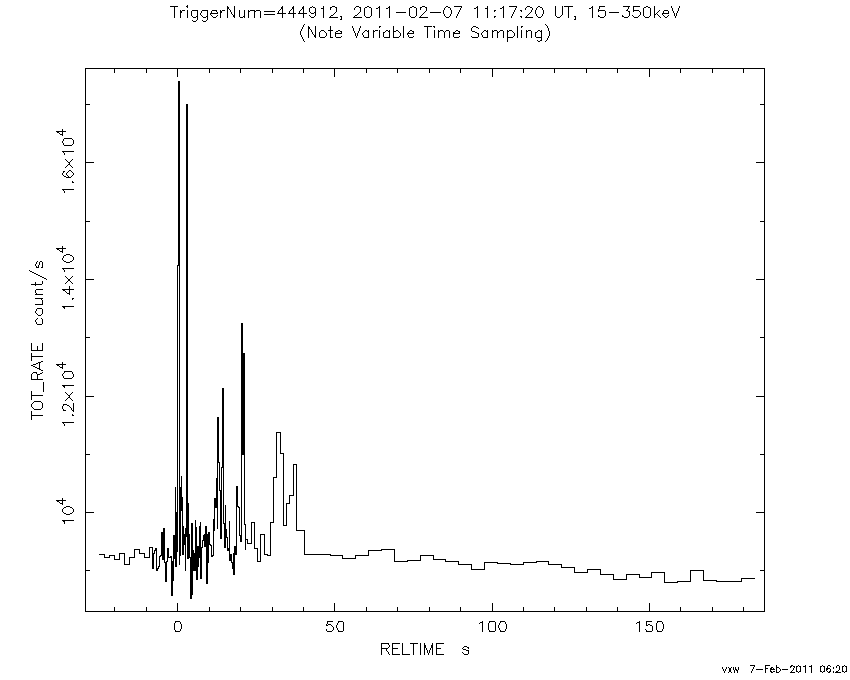 TriggerNum=444912, 2011-02-07 11:17:20 UT, 15-350keV
(Note Variable Time Sampling)
TOT_RATE count/s
1.6×10⁴
1.4×10⁴
1.2×10⁴
10⁴
0 50 100 150
RELTIME s
vxw 7-Feb-2011 06:20